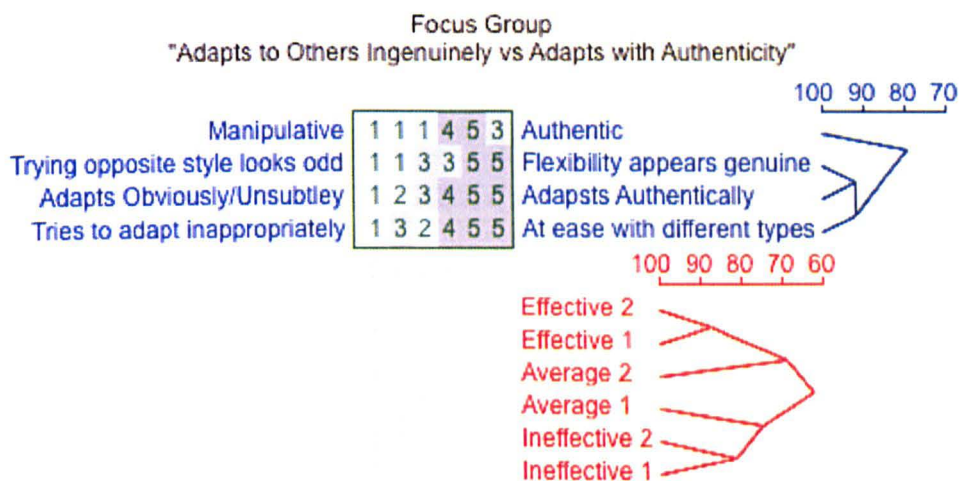 Focus Group
"Adapts to Others Ingenuinely vs Adapts with Authenticity"
100 90 80 70
Manipulative 1 1 1 4 5 3 Authentic
Trying opposite style looks odd 1 1 3 3 5 5 Flexibility appears genuine
Adapts Obviously/Unsubtley 1 2 3 4 5 5 Adapsts Authentically
Tries to adapt inappropriately 1 3 2 4 5 5 At ease with different types
100 90 80 70 60
Effective 2
Effective 1
Average 2
Average 1
Ineffective 2
Ineffective 1